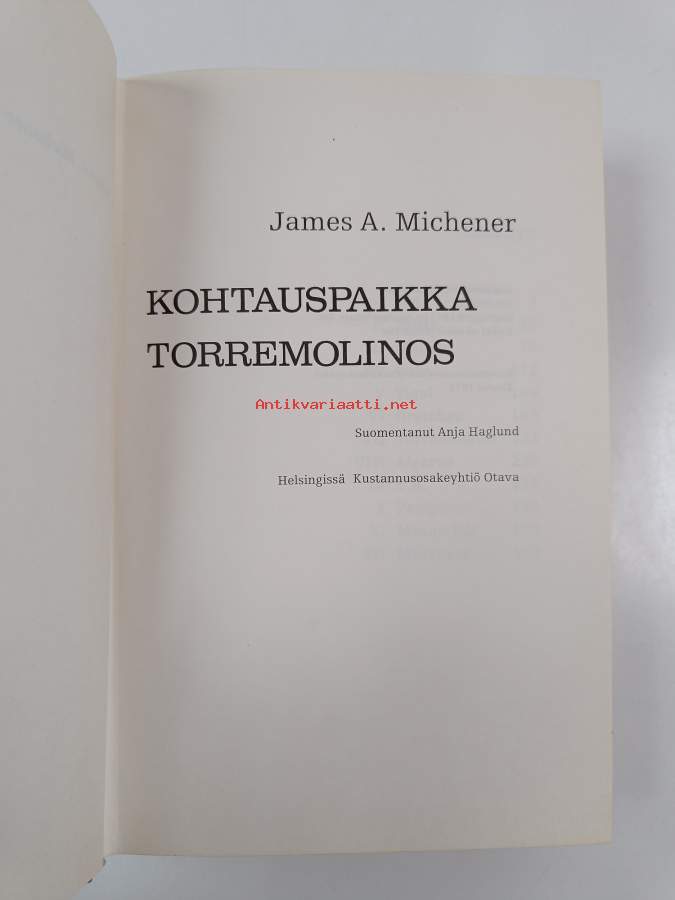 James A. Michener
KOHTAUSPAIKKA
TORREMOLINOS
Antikvariaatti.net
Suomentanut Anja Haglund
Helsingissä Kustannusosakeyhtiö Otava